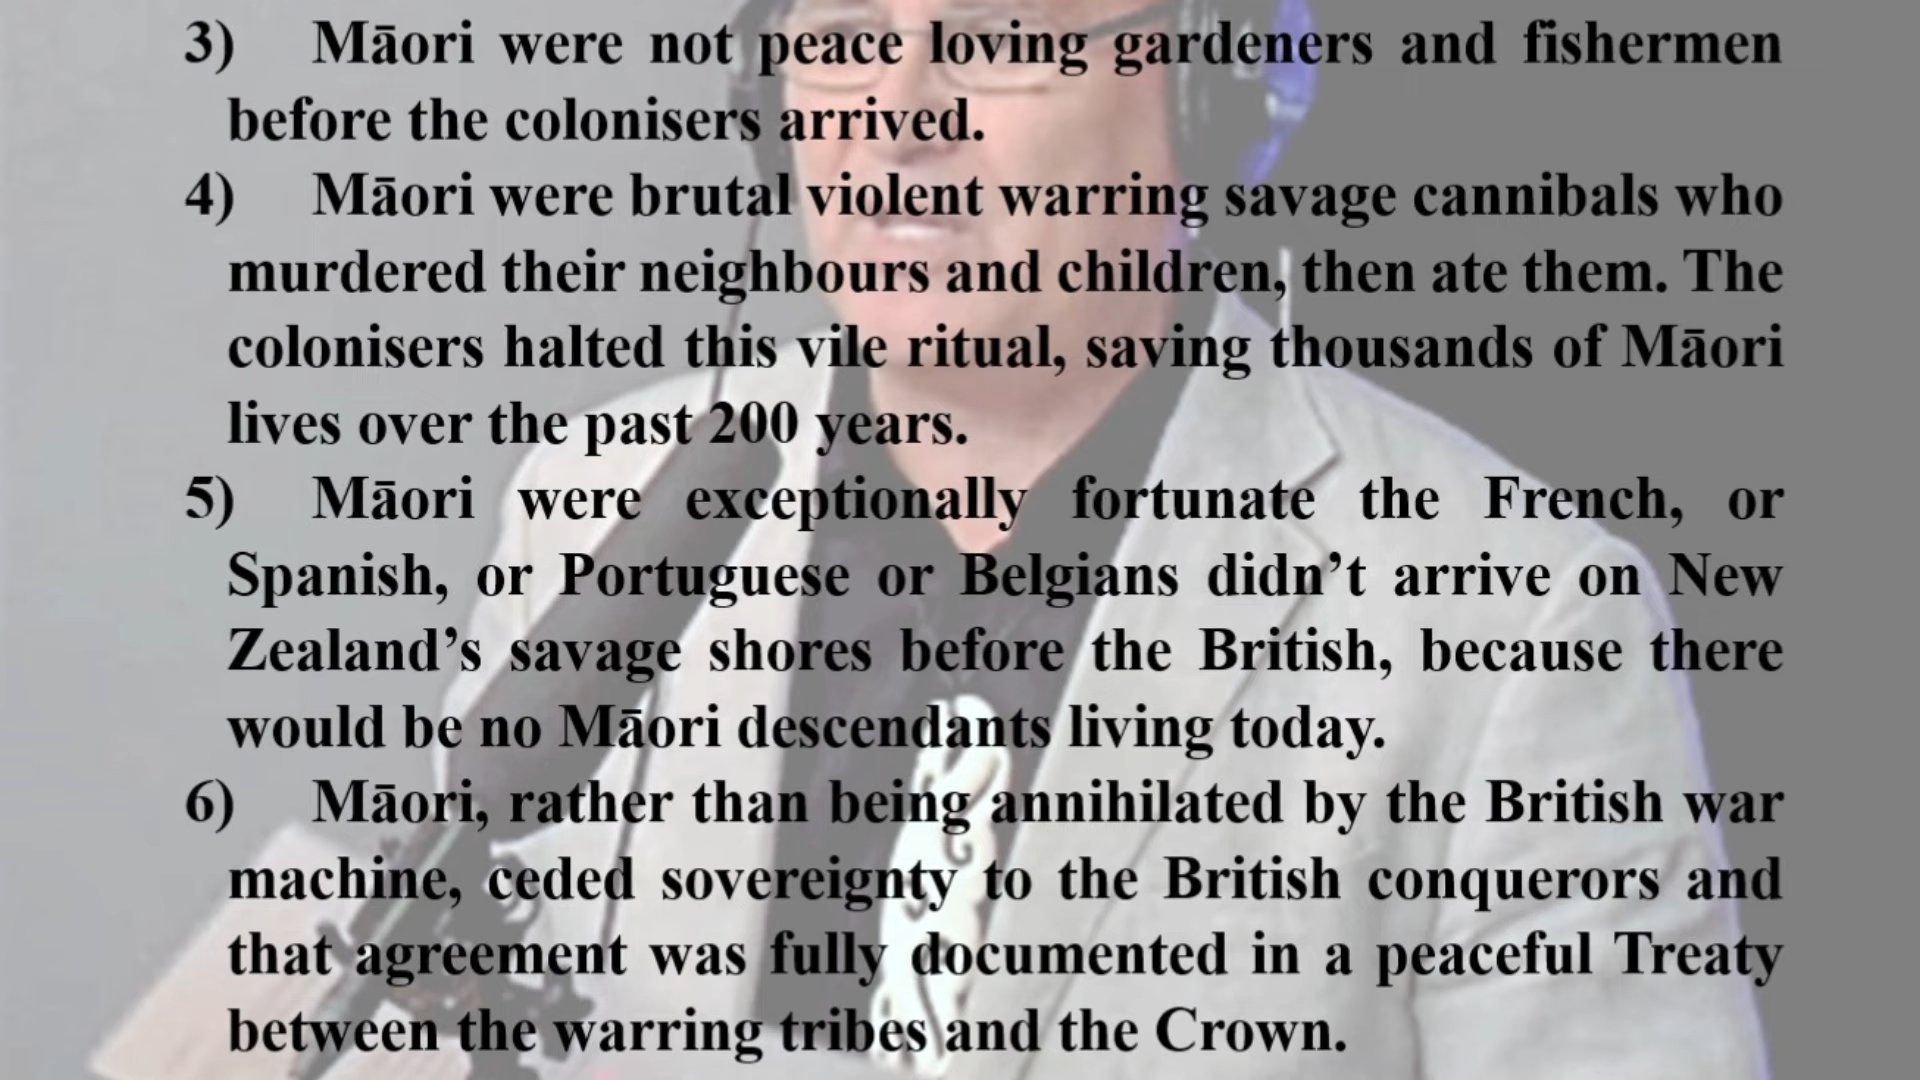 3) Māori were not peace loving gardeners and fishermen
before the colonisers arrived.
4) Māori were brutal violent warring savage cannibals who
murdered their neighbours and children, then ate them. The
colonisers halted this vile ritual, saving thousands of Māori
lives over the past 200 years.
5) Māori were exceptionally fortunate the French, or
Spanish, or Portuguese or Belgians didn’t arrive on New
Zealand’s savage shores before the British, because there
would be no Māori descendants living today.
6) Māori, rather than being annihilated by the British war
machine, ceded sovereignty to the British conquerors and
that agreement was fully documented in a peaceful Treaty
between the warring tribes and the Crown.